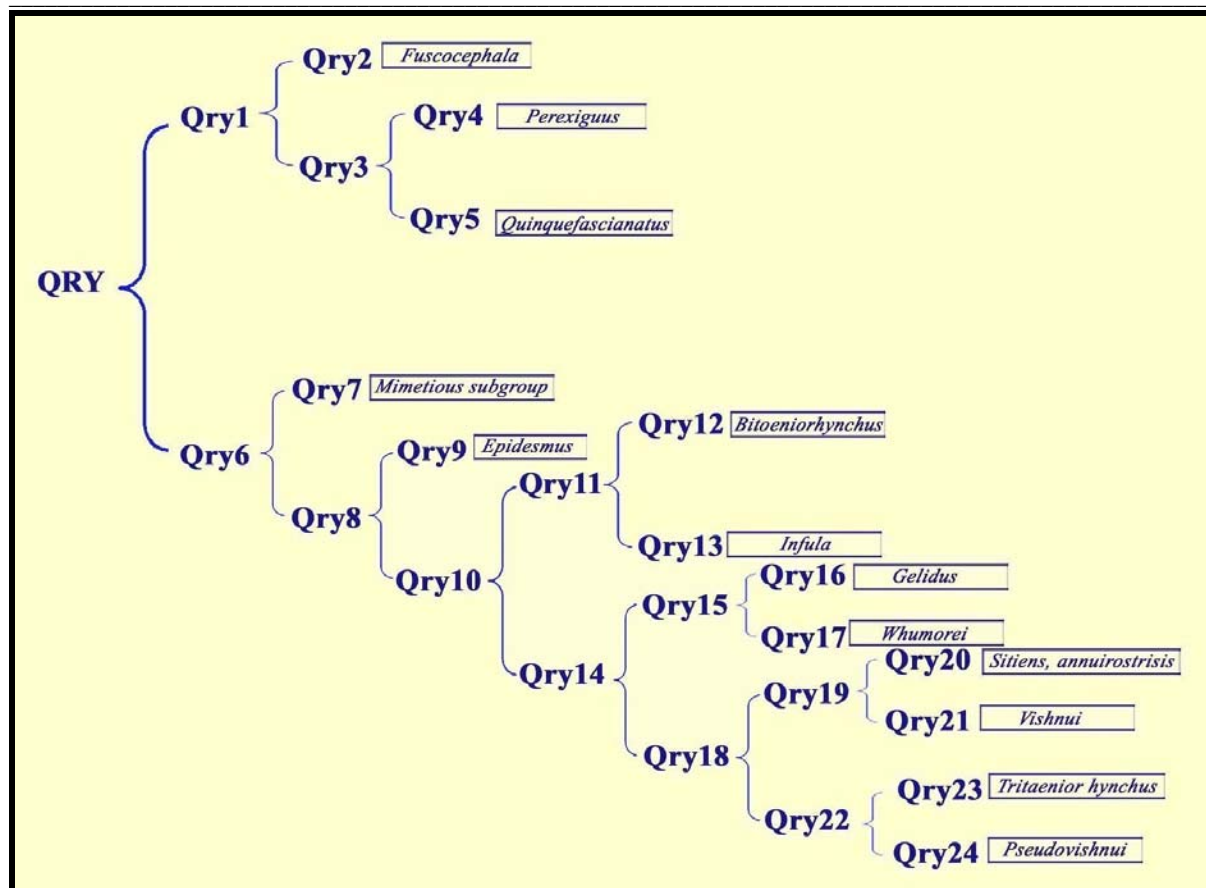 Qry2 Fuscocephala
Qry1
Qry4 Perexiguus
Qry3
Qry5 Quinquefascianatus
QRY
Qry7 Mimetious subgroup
Qry12 Bitoeniorhynchus
Qry6
Qry9 Epidesmus
Qry11
Qry8
Qry13 Infula
Qry10
Qry16 Gelidus
Qry15
Qry17 Whumorei
Qry20 Sitiens, annuirostrisis
Qry14
Qry19
Qry21 Vishnui
Qry18
Qry23 Tritaenior hynchus
Qry22
Qry24 Pseudovishnui